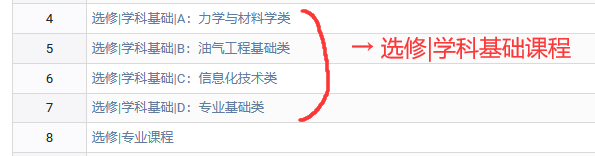 4 选修|学科基础|A：力学与材料学类
5 选修|学科基础|B：油气工程基础类
→ 选修|学科基础课程
6 选修|学科基础|C：信息化技术类
7 选修|学科基础|D：专业基础类
8 选修|专业课程